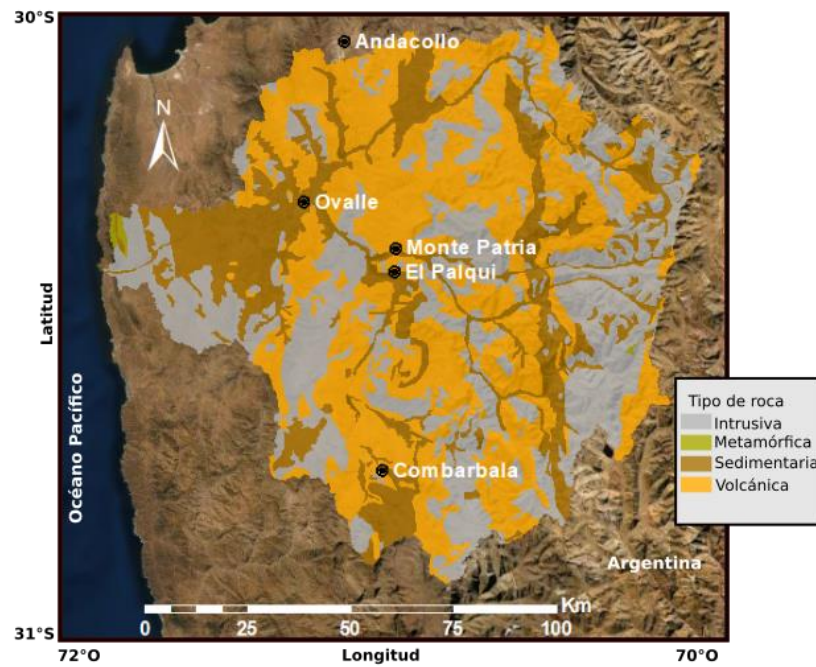 30°S
Andacollo
N
Ovalle
Monte Patria
El Palqui
Latitud
Océano Pacífico
Tipo de roca
Intrusiva
Metamórfica
Sedimentaria
Volcánica
Combarbala
Argentina
Km
0 25 50 75 100
31°S
72°O Longitud 70°O